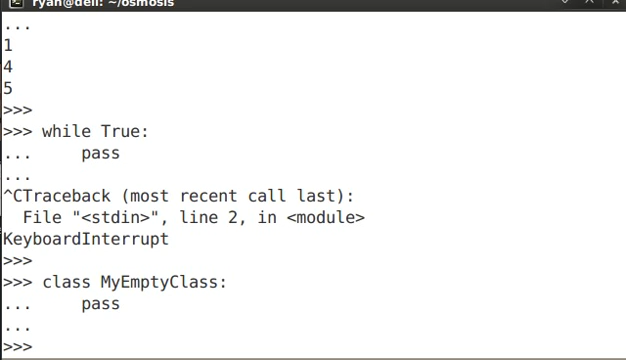 ryan@dell: ~/osmosis
...
1
4
5
>>>
>>> while True:
...     pass
...
^CTraceback (most recent call last):
  File "<stdin>", line 2, in <module>
KeyboardInterrupt
>>>
>>> class MyEmptyClass:
...     pass
...
>>>